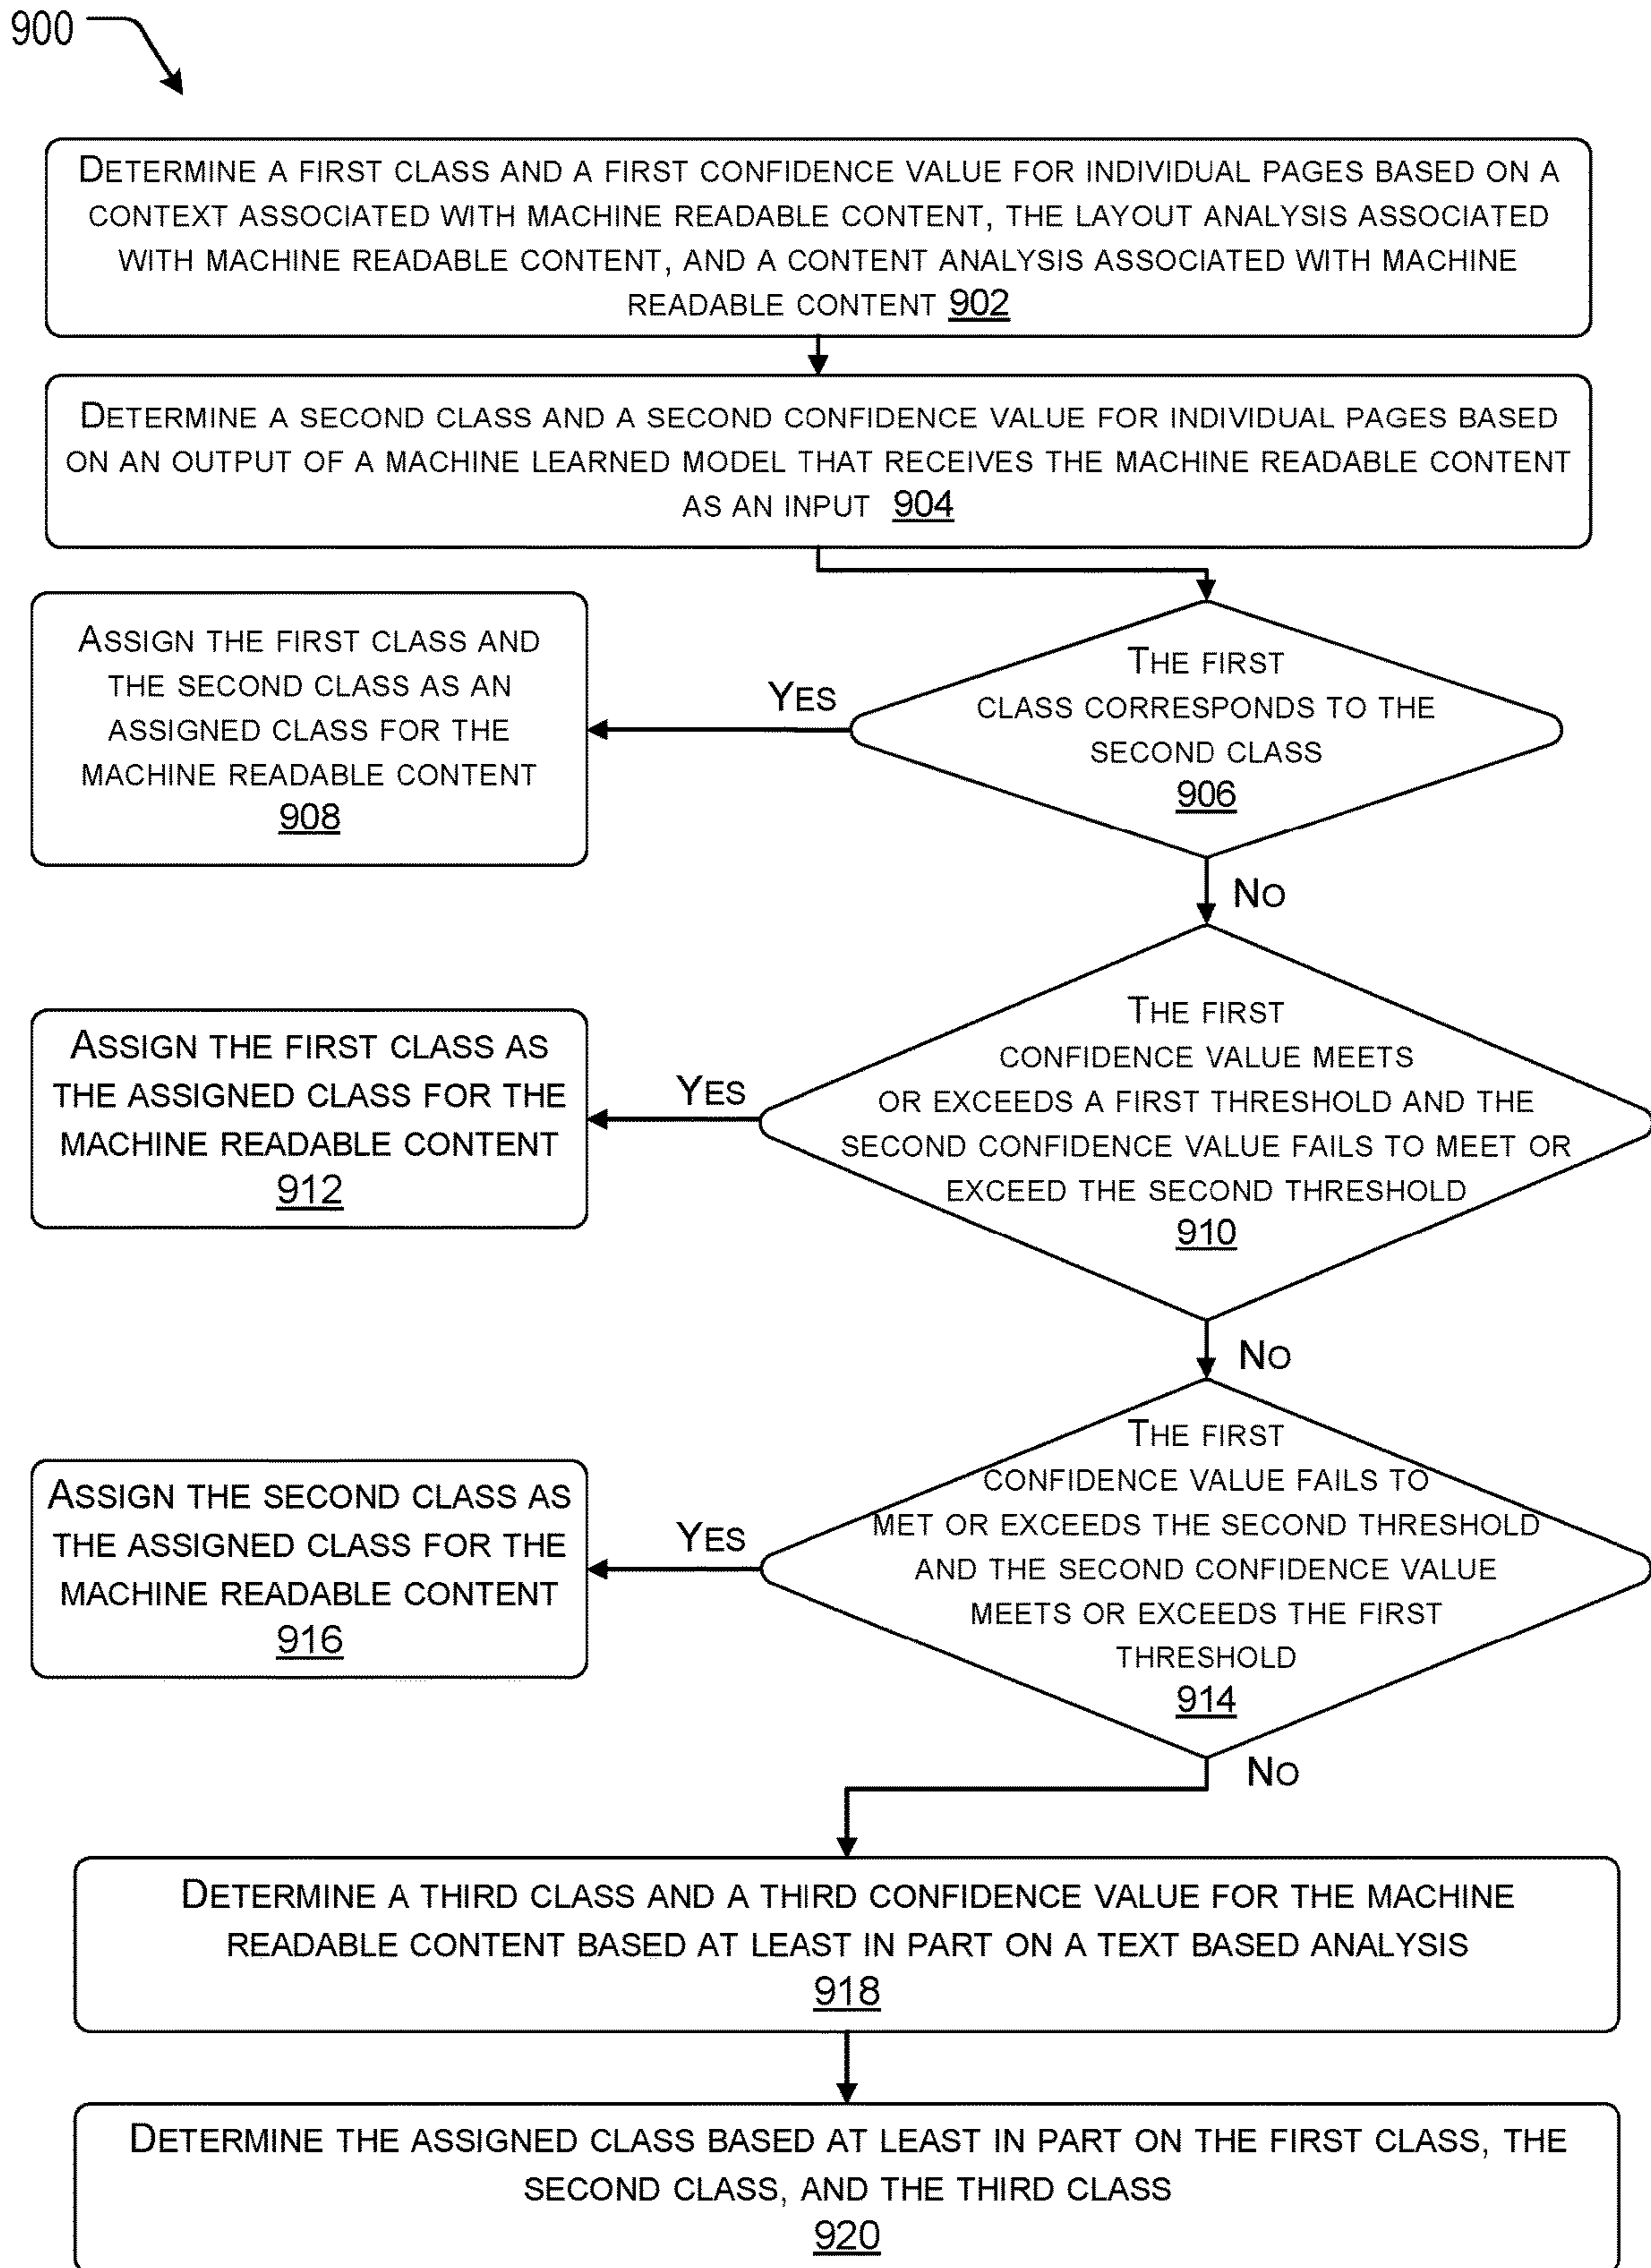 900
DETERMINE A FIRST CLASS AND A FIRST CONFIDENCE VALUE FOR INDIVIDUAL PAGES BASED ON A
CONTEXT ASSOCIATED WITH MACHINE READABLE CONTENT, THE LAYOUT ANALYSIS ASSOCIATED
WITH MACHINE READABLE CONTENT, AND A CONTENT ANALYSIS ASSOCIATED WITH MACHINE
READABLE CONTENT 902
DETERMINE A SECOND CLASS AND A SECOND CONFIDENCE VALUE FOR INDIVIDUAL PAGES BASED
ON AN OUTPUT OF A MACHINE LEARNED MODEL THAT RECEIVES THE MACHINE READABLE CONTENT
AS AN INPUT 904
THE FIRST
CLASS CORRESPONDS TO THE
SECOND CLASS
906
YES
ASSIGN THE FIRST CLASS AND
THE SECOND CLASS AS AN
ASSIGNED CLASS FOR THE
MACHINE READABLE CONTENT
908
NO
THE FIRST
CONFIDENCE VALUE MEETS
OR EXCEEDS A FIRST THRESHOLD AND THE
SECOND CONFIDENCE VALUE FAILS TO MEET OR
EXCEED THE SECOND THRESHOLD
910
YES
ASSIGN THE FIRST CLASS AS
THE ASSIGNED CLASS FOR THE
MACHINE READABLE CONTENT
912
NO
THE FIRST
CONFIDENCE VALUE FAILS TO
MET OR EXCEEDS THE SECOND THRESHOLD
AND THE SECOND CONFIDENCE VALUE
MEETS OR EXCEEDS THE FIRST
THRESHOLD
914
YES
ASSIGN THE SECOND CLASS AS
THE ASSIGNED CLASS FOR THE
MACHINE READABLE CONTENT
916
NO
DETERMINE A THIRD CLASS AND A THIRD CONFIDENCE VALUE FOR THE MACHINE
READABLE CONTENT BASED AT LEAST IN PART ON A TEXT BASED ANALYSIS
918
DETERMINE THE ASSIGNED CLASS BASED AT LEAST IN PART ON THE FIRST CLASS, THE
SECOND CLASS, AND THE THIRD CLASS
920